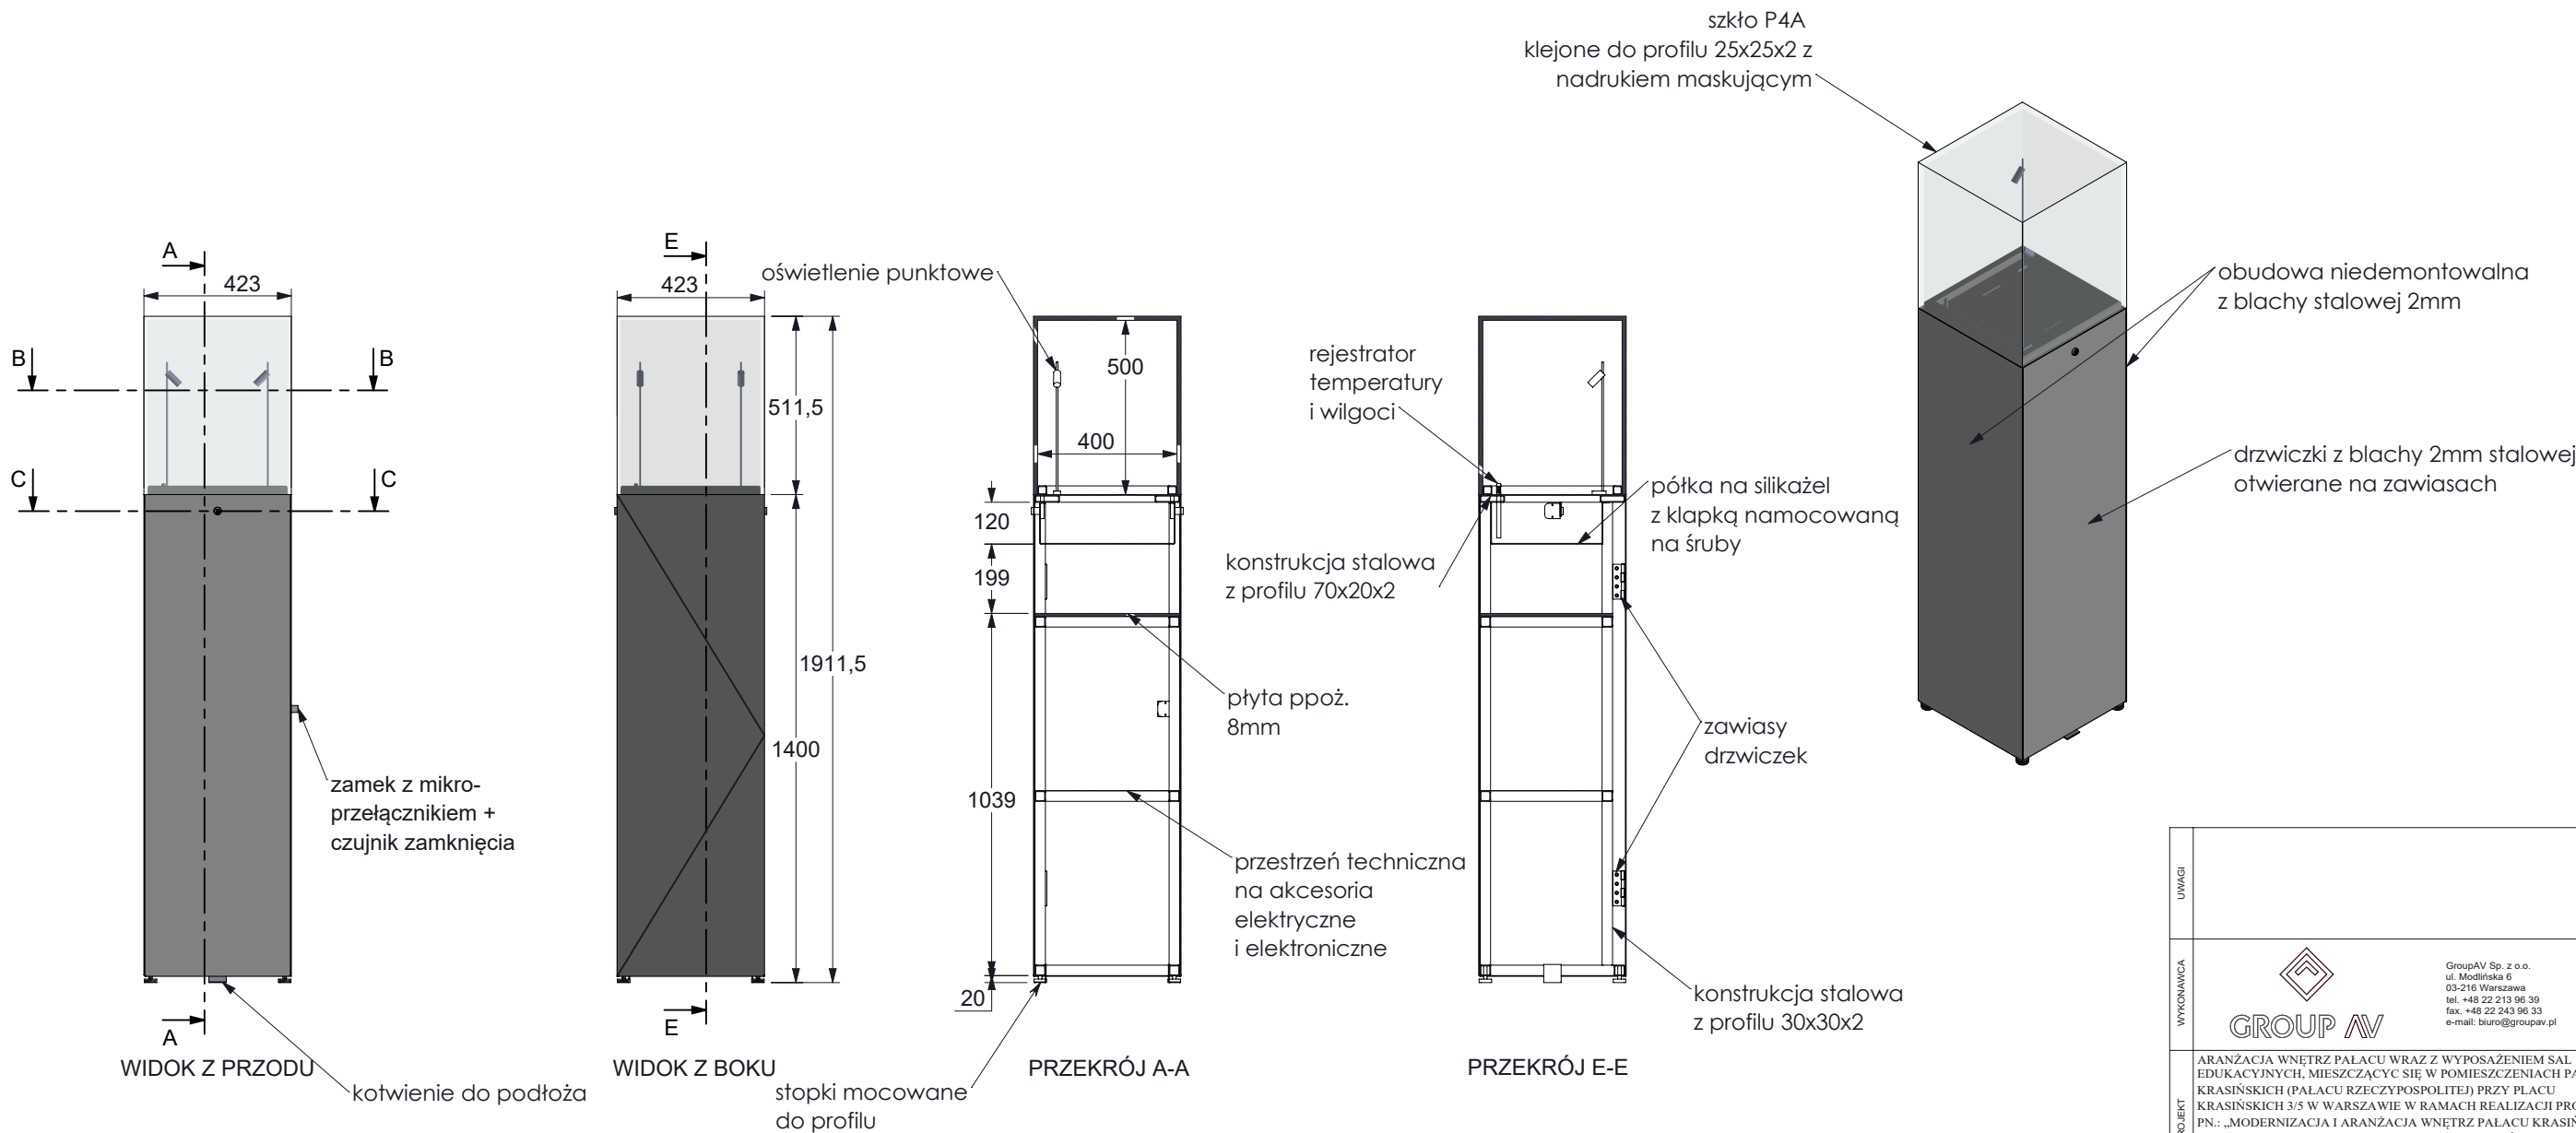 szkło P4A
klejone do profilu 25x25x2 z
nadrukiem maskującym
A
423
B
B
C
C
zamek z mikro-
przełącznikiem +
czujnik zamknięcia
A
WIDOK Z PRZODU
kotwienie do podłoża
E
423
511,5
1911,5
1400
E
WIDOK Z BOKU
oświetlenie punktowe
500
400
120
199
1039
20
płyta ppoż.
8mm
przestrzeń techniczna
na akcesoria
elektryczne
i elektroniczne
stopki mocowane
do profilu
PRZEKRÓJ A-A
rejestrator
temperatury
i wilgoci
konstrukcja stalowa
z profilu 70x20x2
półka na silikażel
z klapką namocowaną
na śruby
zawiasy
drzwiczek
konstrukcja stalowa
z profilu 30x30x2
PRZEKRÓJ E-E
obudowa niedemontowalna
z blachy stalowej 2mm
drzwiczki z blachy 2mm stalowej
otwierane na zawiasach
UWAGI
WYKONAWCA
GROUP AV
GroupAV Sp. z o.o.
ul. Modlińska 6
03-216 Warszawa
tel. +48 22 213 96 39
fax. +48 22 243 96 33
e-mail: biuro@groupav.pl
ARANŻACJA WNĘTRZ PAŁACU WRAZ Z WYPOSAŻENIEM SAL
EDUKACYJNYCH, MIESZCZĄCYC SIĘ W POMIESZCZENIACH
KRASIŃSKICH (PAŁACU RZECZYPOSPOLITEJ) PRZY PLACU
KRASIŃSKICH 3/5 W WARSZAWIE W RAMACH REALIZACJI
PN.: „MODERNIZACJA I ARANŻACJA WNĘTRZ PAŁACU